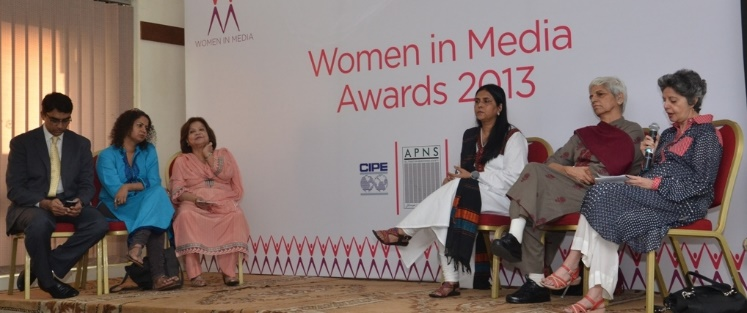 WOMEN IN MEDIA
Women in Media
Awards 2013
CIPE
APNS